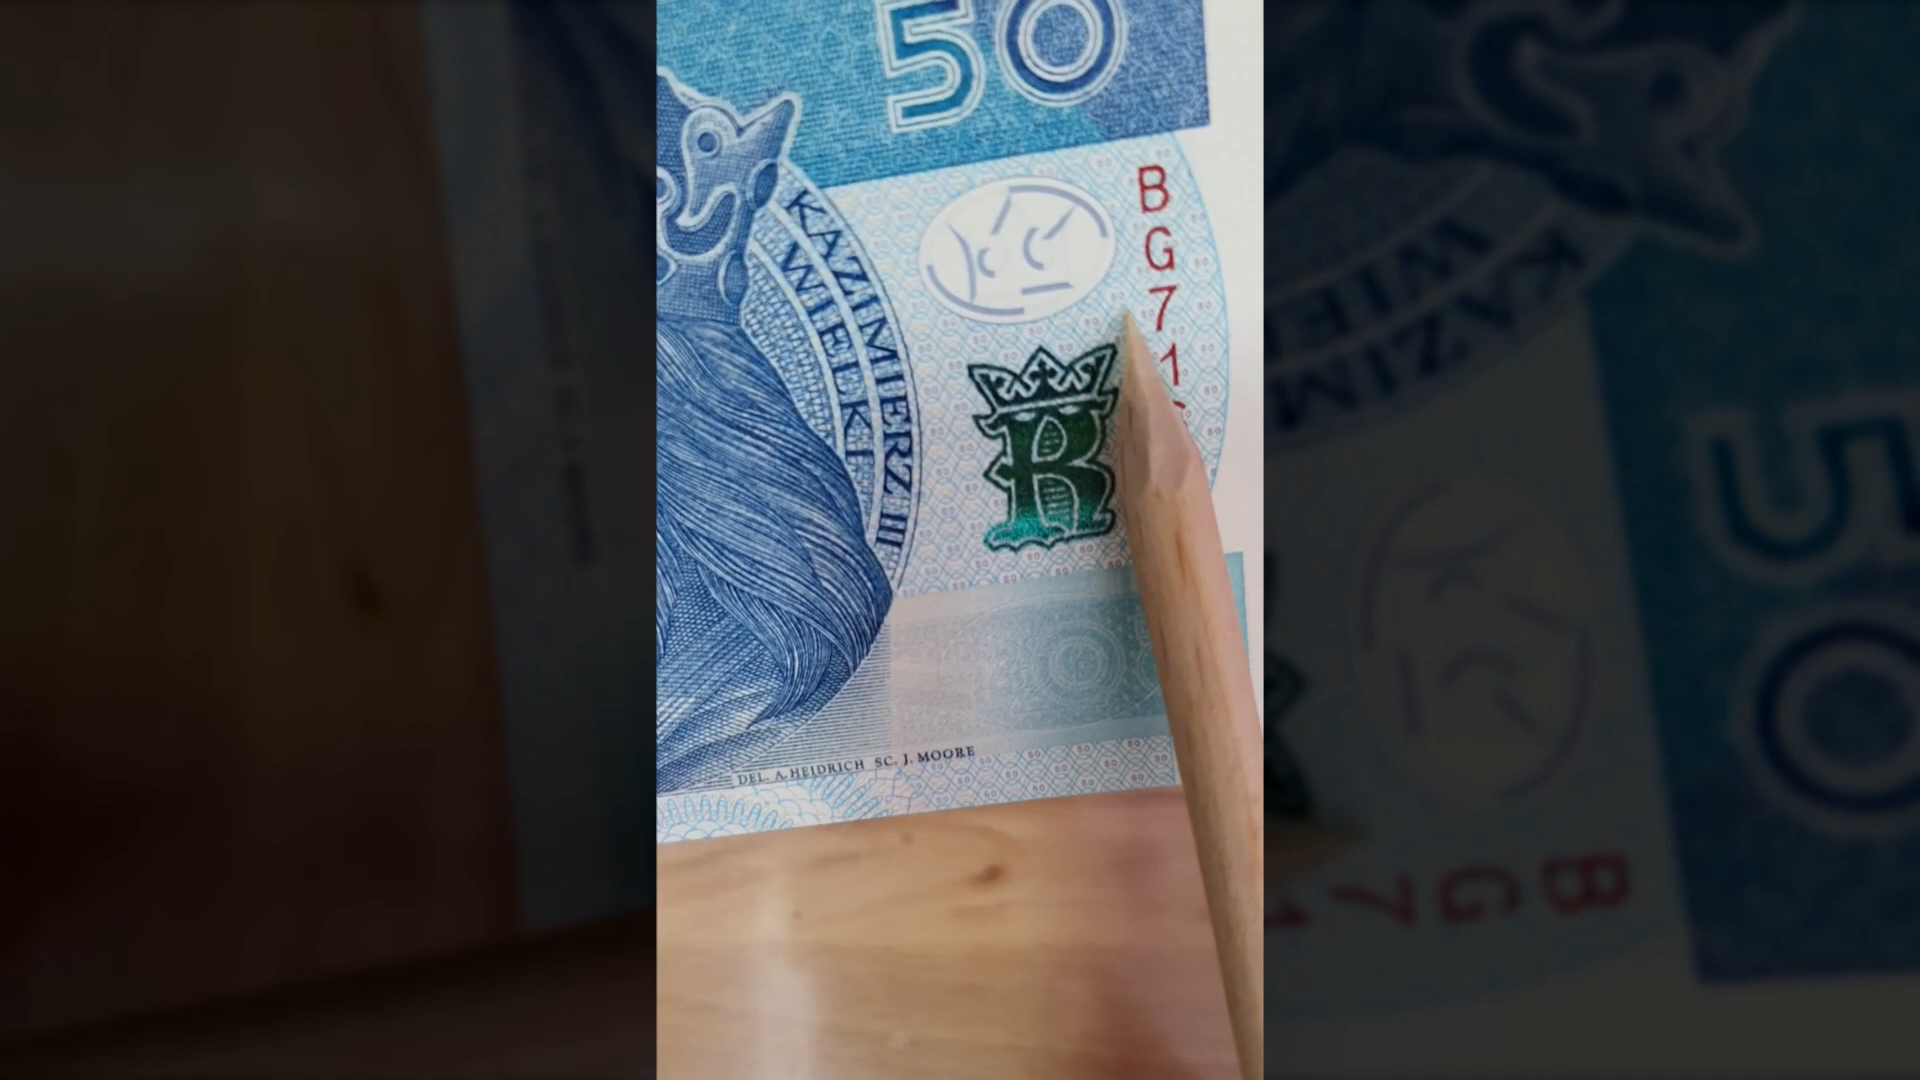 50
KAZIMIERZ III
WIELKI
B
G
7
1
K
DEL. A. HEIDRICH SC. J. MOORE